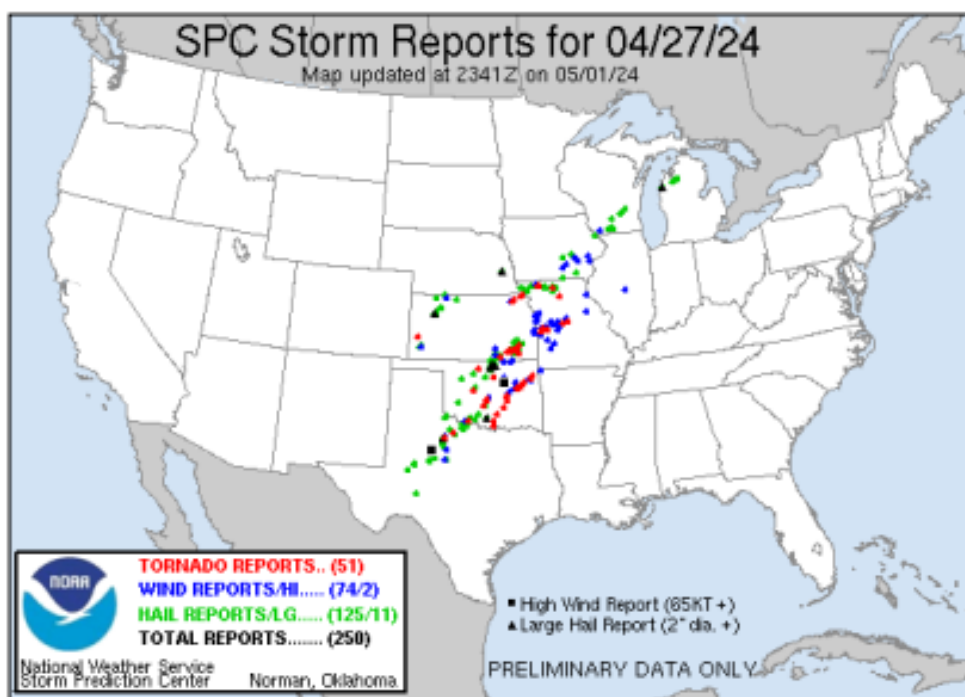 SPC Storm Reports for 04/27/24
Map updated at 2341Z on 05/01/24
NOAA
TORNADO REPORTS.. (51)
WIND REPORTS/HI..... (74/2)
HAIL REPORTS/LG..... (125/11)
TOTAL REPORTS....... (250)
National Weather Service
Storm Prediction Center Norman, Oklahoma
High Wind Report (65KT +)
Large Hail Report (2" dia. +)
PRELIMINARY DATA ONLY